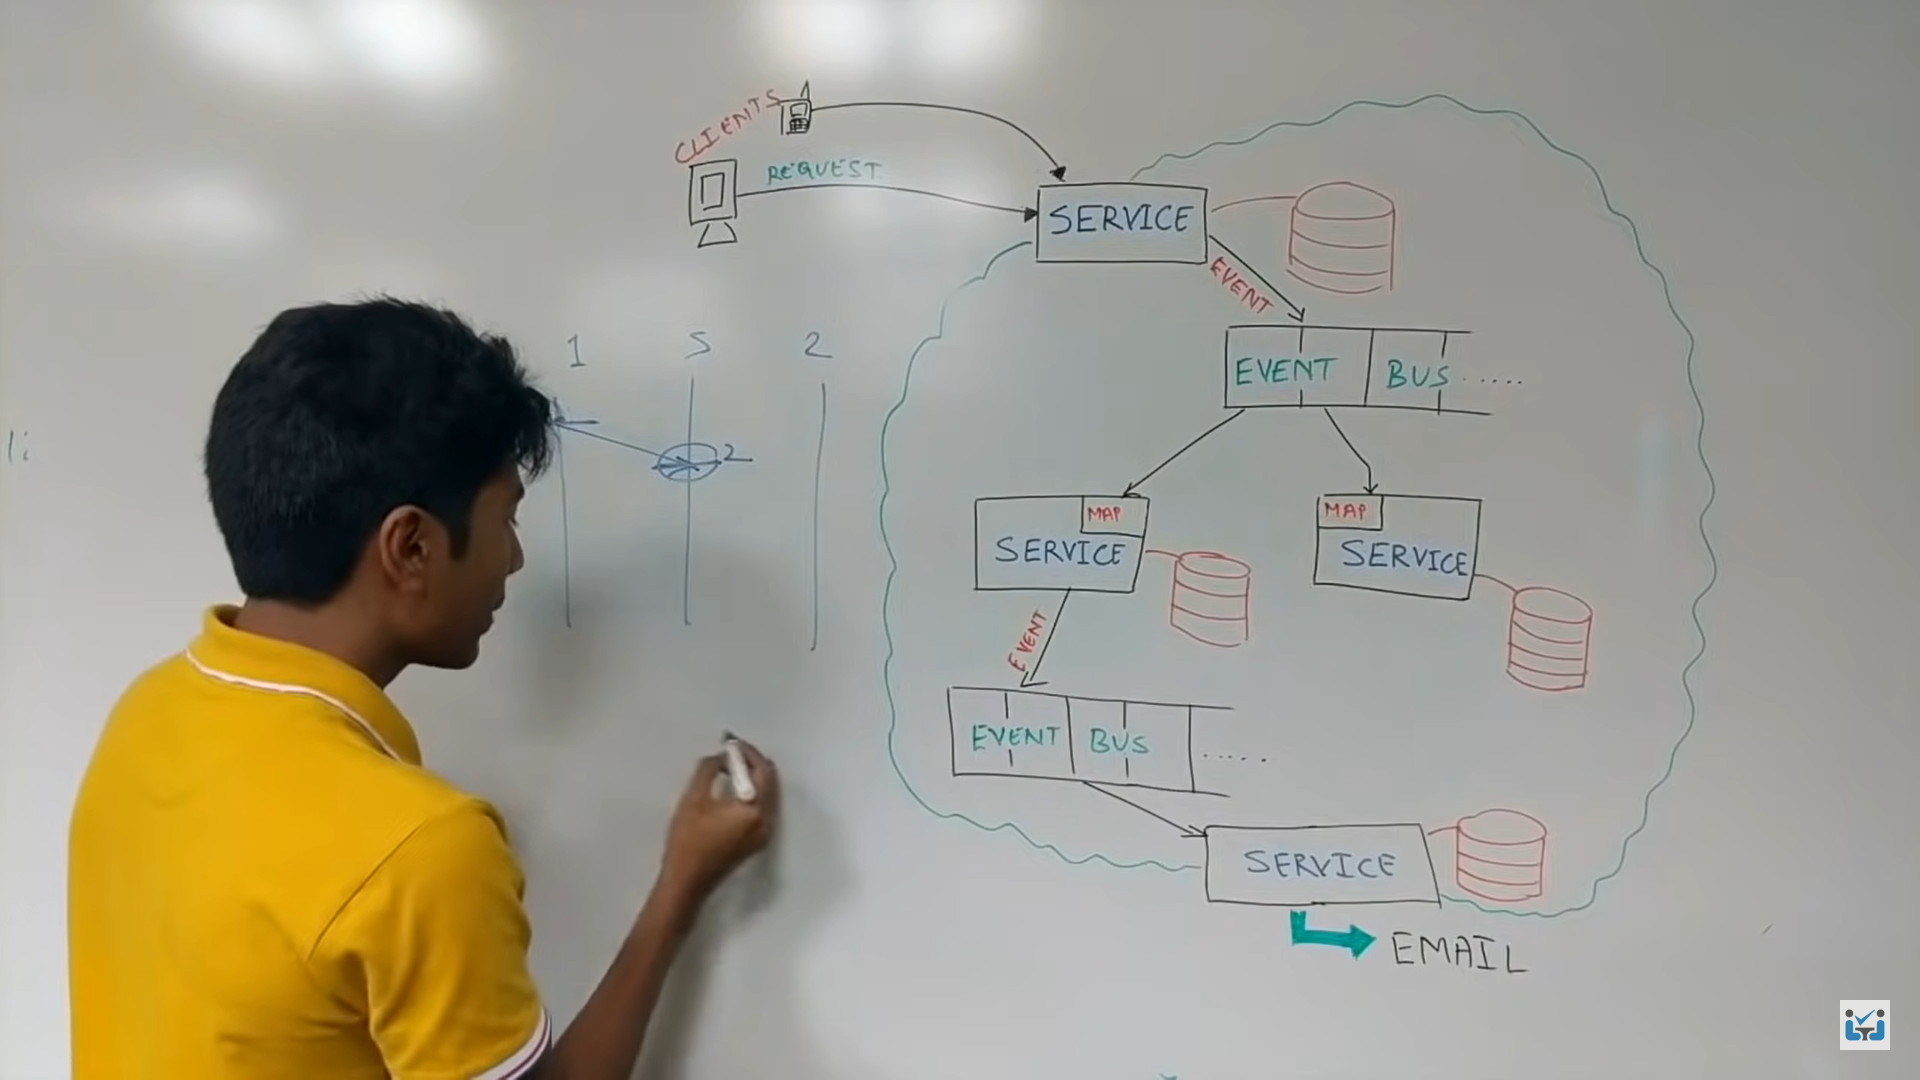 CLIENTS
REQUEST
SERVICE
EVENT
1 S 2
EVENT BUS .....
2
MAP
SERVICE
MAP
SERVICE
EVENT
EVENT BUS .....
SERVICE
EMAIL